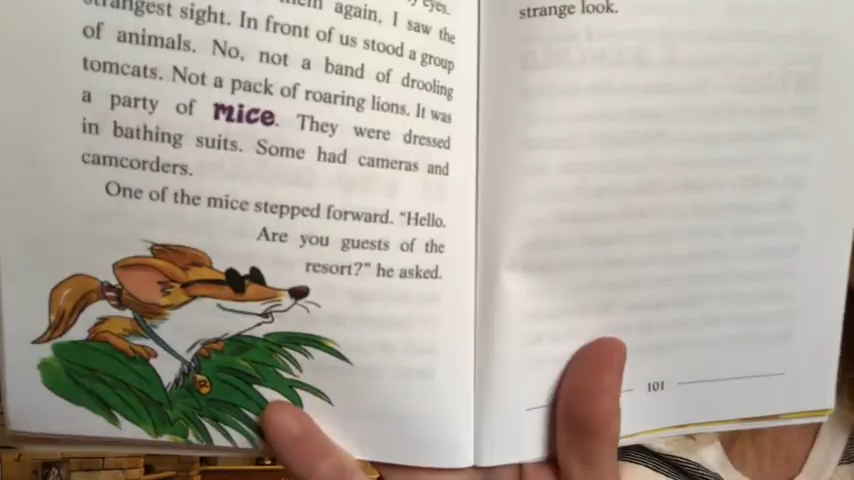 eyes.
again, I saw the
strangest sight. In front of us stood a group
of animals. No, not a band of drooling
tomcats. Not a pack of roaring lions. It was
a party of mice. They were dressed
in bathing suits. Some had cameras and
camcorders.
One of the mice stepped forward. "Hello.
Are you guests of the
resort?" he asked.
strange look.
101